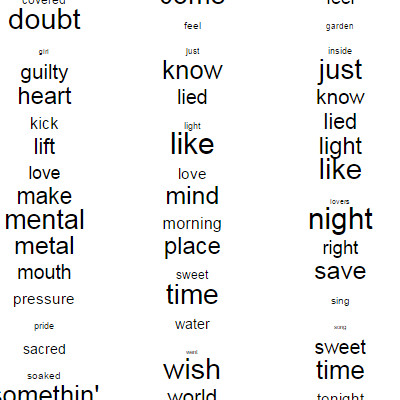 covered
doubt
girl
guilty
heart
kick
lift
love
make
mental
metal
mouth
pressure
pride
sacred
soaked
somethin'
come
feel
just
know
lied
light
like
love
mind
morning
place
sweet
time
water
wish
world
feel
garden
inside
just
know
lied
light
like
lovers
night
right
save
sing
song
sweet
time
tonight